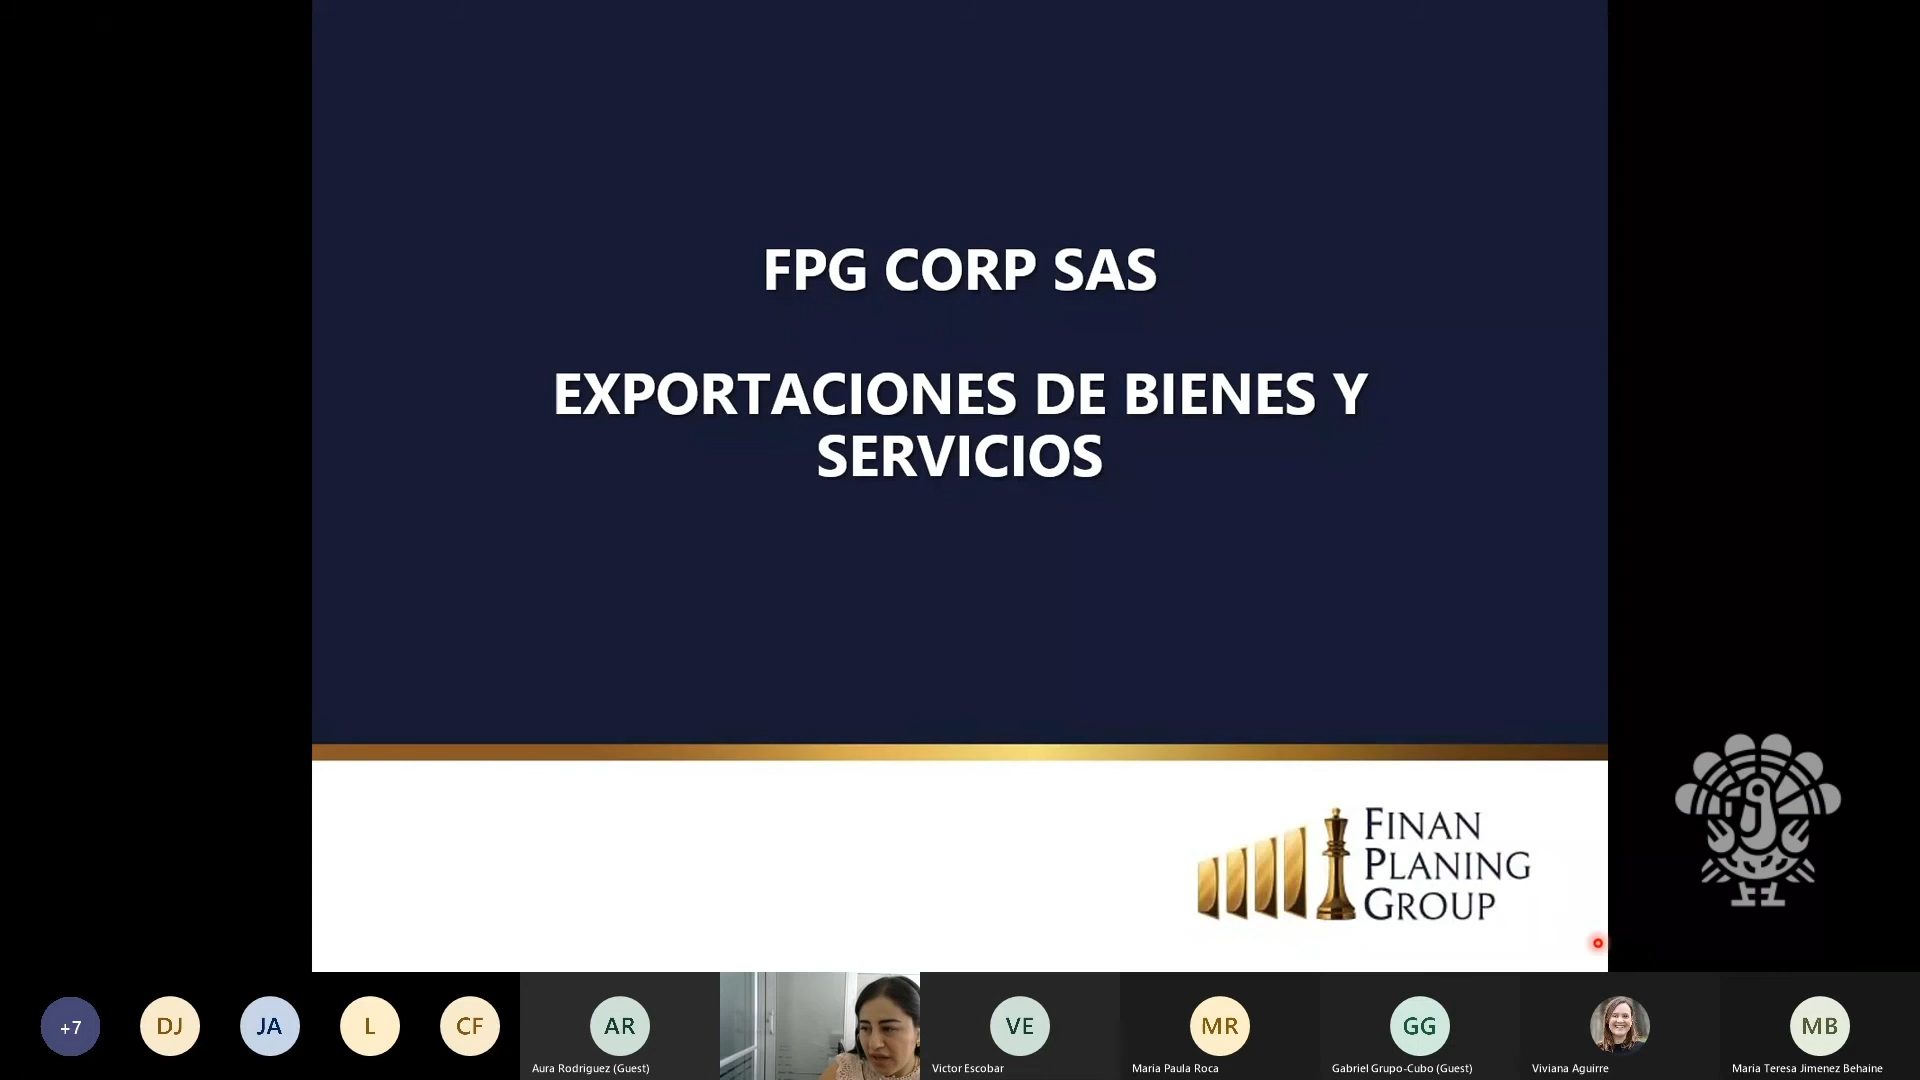 FPG CORP SAS
EXPORTACIONES DE BIENES Y
SERVICIOS
FINAN
PLANING
GROUP
+7
DJ
JA
L
CF
AR
VE
MR
GG
MB
Aura Rodriguez (Guest)
Victor Escobar
Maria Paula Roca
Gabriel Grupo-Cubo (Guest)
Viviana Aguirre
Maria Teresa Jimenez Behaine